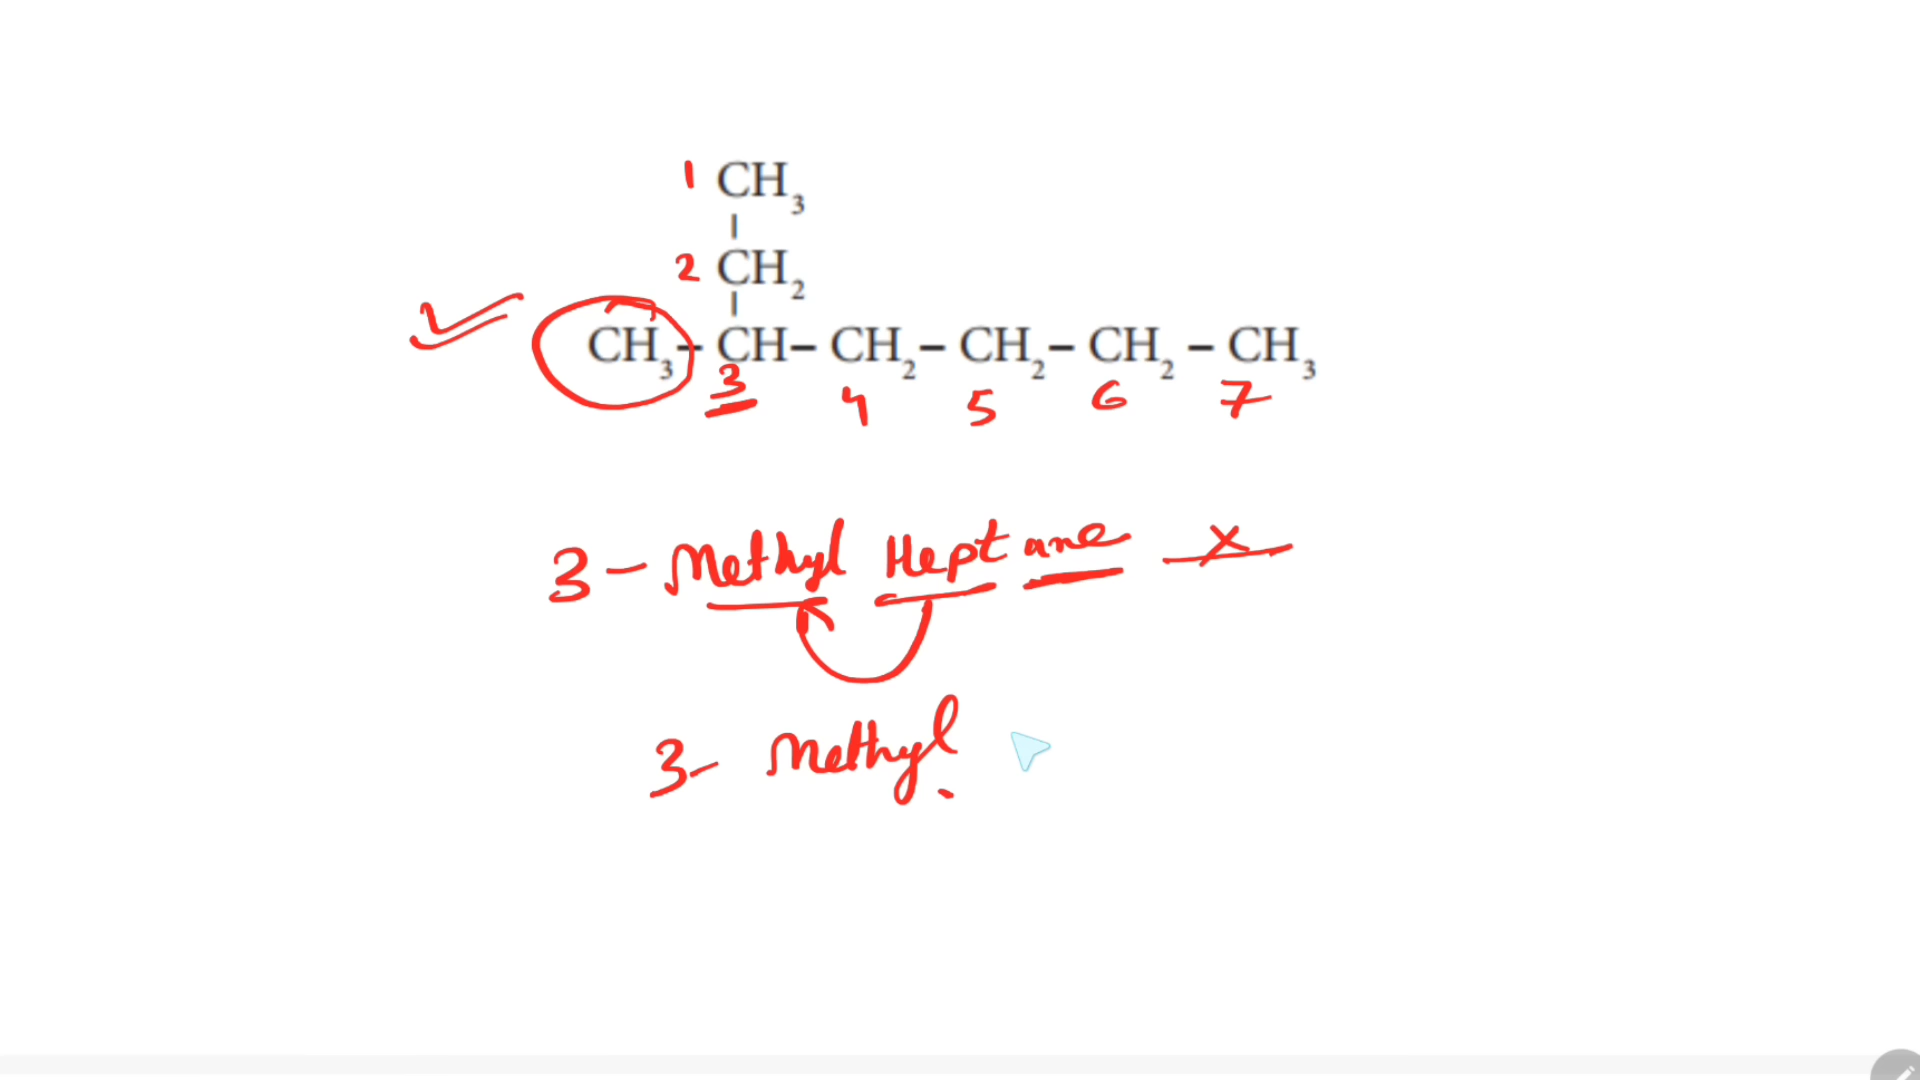 1 CH₃
|
2 CH₂
|
CH₃– CH– CH₂– CH₂– CH₂ – CH₃
3 4 5 6 7
3 – Methyl Heptane ×
3- Methyl